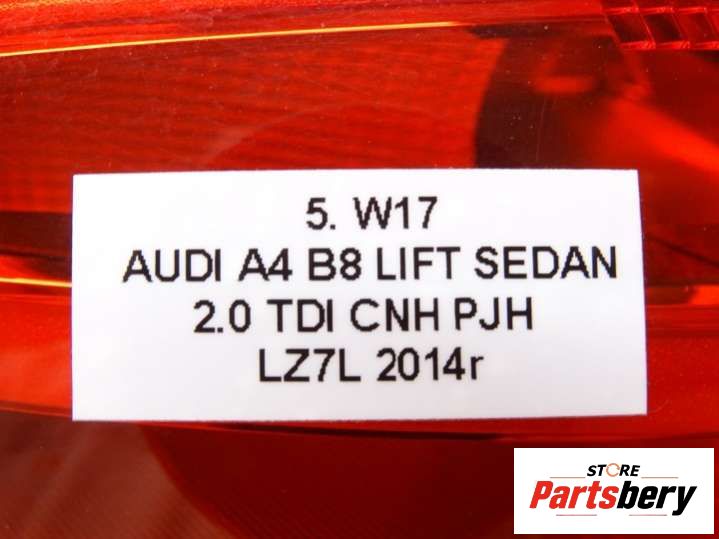 5. W17
AUDI A4 B8 LIFT SEDAN
2.0 TDI CNH PJH
LZ7L 2014r
STORE
Partsbery